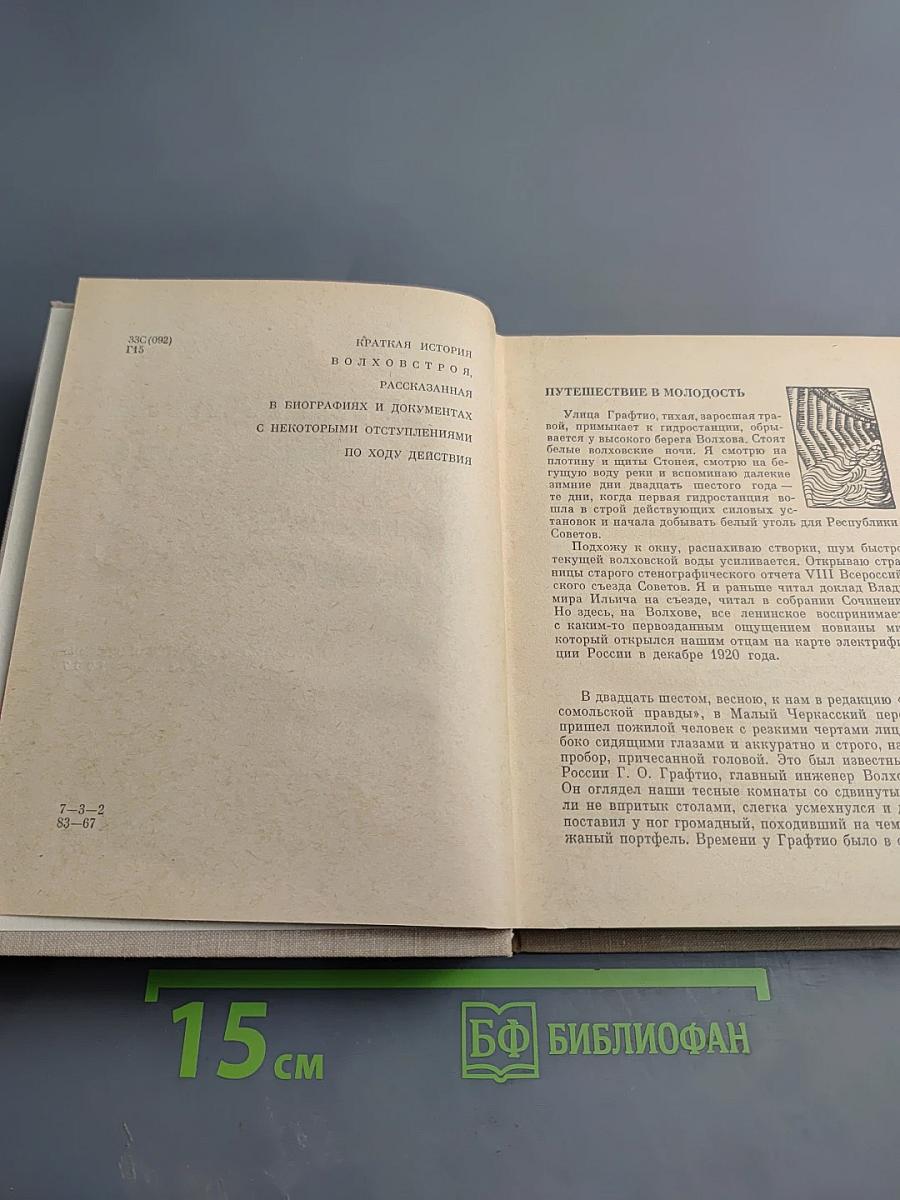 33С(092)
Г15
КРАТКАЯ ИСТОРИЯ
ВОЛХОВСТРОЯ,
РАССКАЗАННАЯ
В БИОГРАФИЯХ И ДОКУМЕНТАХ
С НЕКОТОРЫМИ ОТСТУПЛЕНИЯМИ
ПО ХОДУ ДЕЙСТВИЯ
7—3—2
83—67
ПУТЕШЕСТВИЕ В МОЛОДОСТЬ
Улица Графтио, тихая, заросшая тра-
вой, примыкает к гидростанции, обры-
вается у высокого берега Волхова. Стоят
белые волховские ночи. Я смотрю на
плотину и щиты Стонея, смотрю на бе-
гущую воду реки и вспоминаю далекие
зимние дни двадцать шестого года —
те дни, когда первая гидростанция во-
шла в строй действующих силовых ус-
тановок и начала добывать белый уголь для Республики
Советов.
Подхожу к окну, распахиваю створки, шум быстро
текущей волховской воды усиливается. Открываю стра
ницы старого стенографического отчета VIII Всероссий
ского съезда Советов. Я и раньше читал доклад Влади
мира Ильича на съезде, читал в собрании Сочинени
Но здесь, на Волхове, все ленинское воспринимает
с каким-то первозданным ощущением новизны ми
который открылся нашим отцам на карте электрифи
ции России в декабре 1920 года.
В двадцать шестом, весною, к нам в редакцию «
сомольской правды», в Малый Черкасский пере
пришел пожилой человек с резкими чертами лиц
боко сидящими глазами и аккуратно и строго, на
пробор, причесанной головой. Это был известны
России Г. О. Графтио, главный инженер Волхо
Он оглядел наши тесные комнаты со сдвинуты
ли не впритык столами, слегка усмехнулся и д
поставил у ног громадный, походивший на чем
жаный портфель. Времени у Графтио было в о
15 см
БФ БИБЛИОФАН